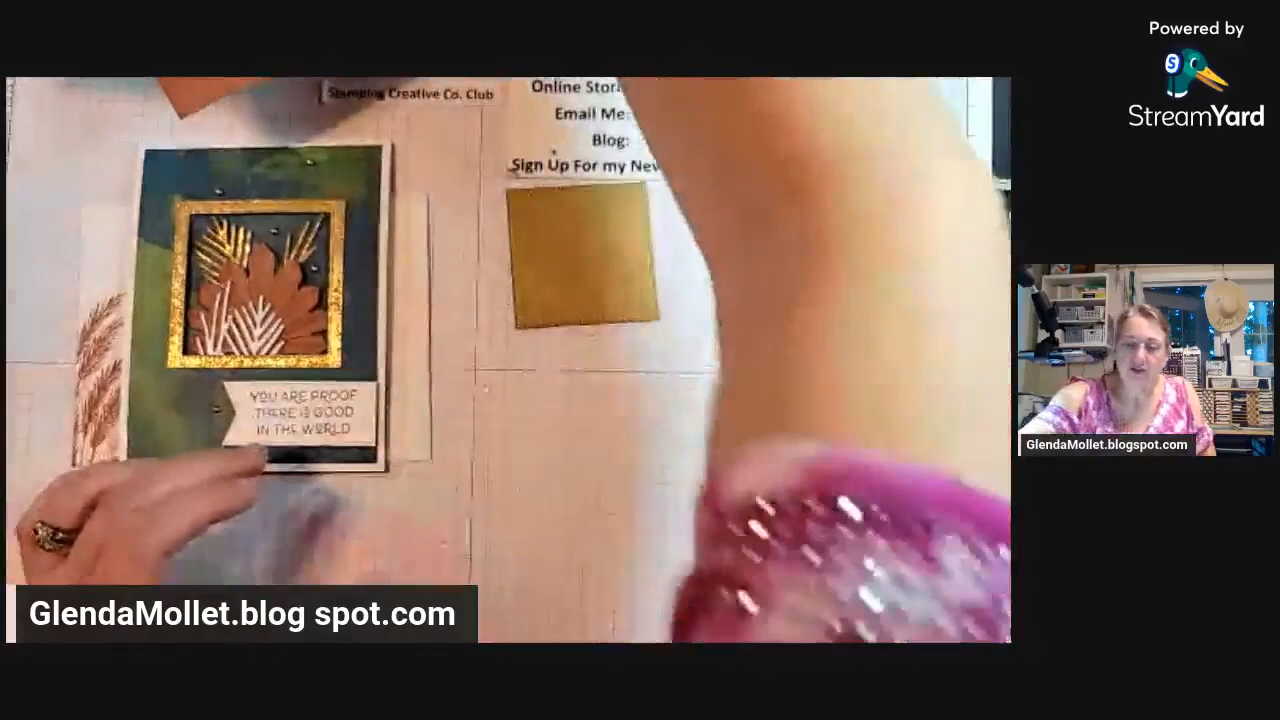 Powered by
StreamYard
Stamping Creative Co. Club
Online Stor
Email Me:
Blog:
Sign Up For my Nev
YOU ARE PROOF
THERE IS GOOD
IN THE WORLD
GlendaMollet.blogspot.com
GlendaMollet.blog spot.com